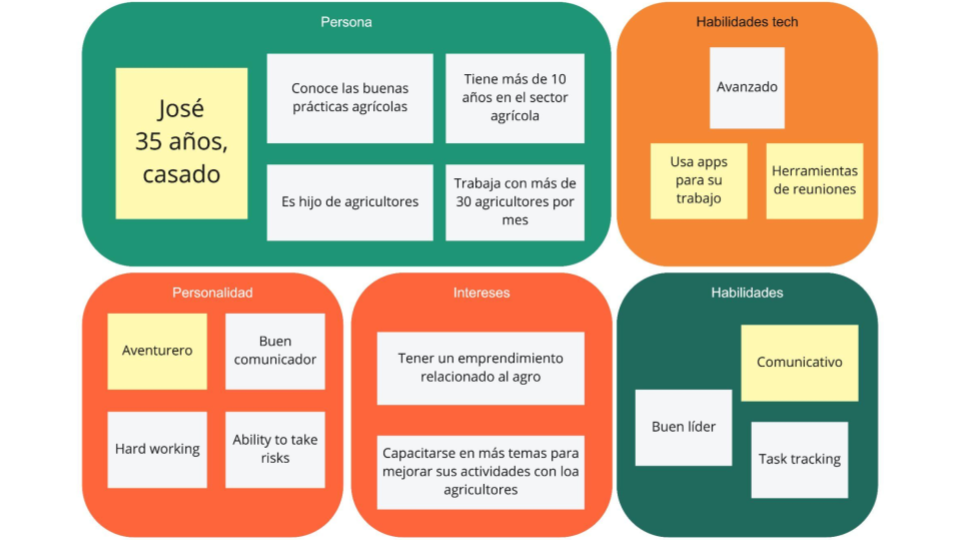 Persona
José
35 años,
casado
Conoce las buenas
prácticas agrícolas
Tiene más de 10
años en el sector
agrícola
Es hijo de agricultores
Trabaja con más de
30 agricultores por
mes
Habilidades tech
Avanzado
Usa apps
para su
trabajo
Herramientas
de reuniones
Personalidad
Aventurero
Buen
comunicador
Hard working
Ability to take
risks
Intereses
Tener un emprendimiento
relacionado al agro
Capacitarse en más temas para
mejorar sus actividades con loa
agricultores
Habilidades
Comunicativo
Buen líder
Task tracking